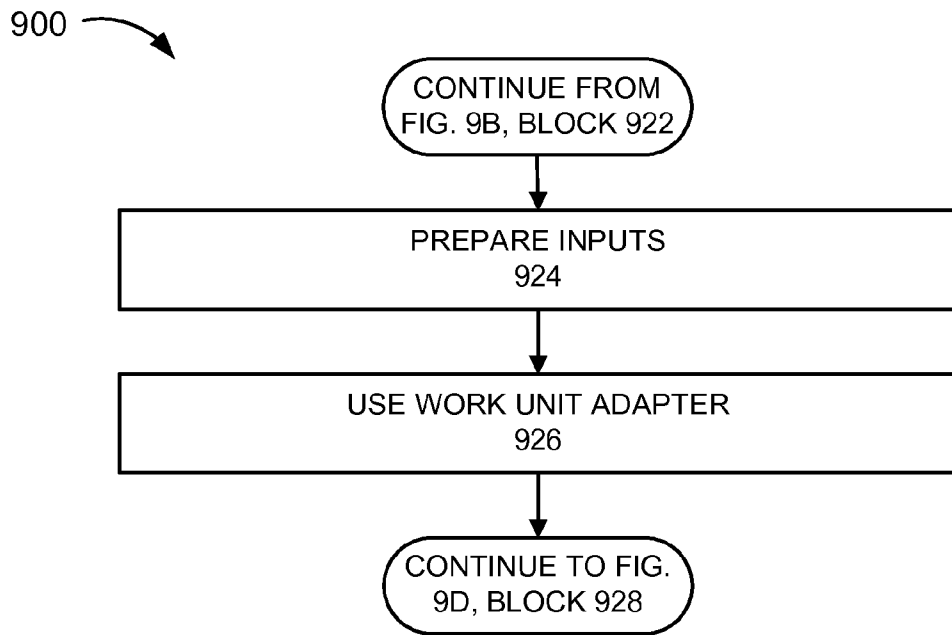 900
CONTINUE FROM
FIG. 9B, BLOCK 922
PREPARE INPUTS
924
USE WORK UNIT ADAPTER
926
CONTINUE TO FIG.
9D, BLOCK 928